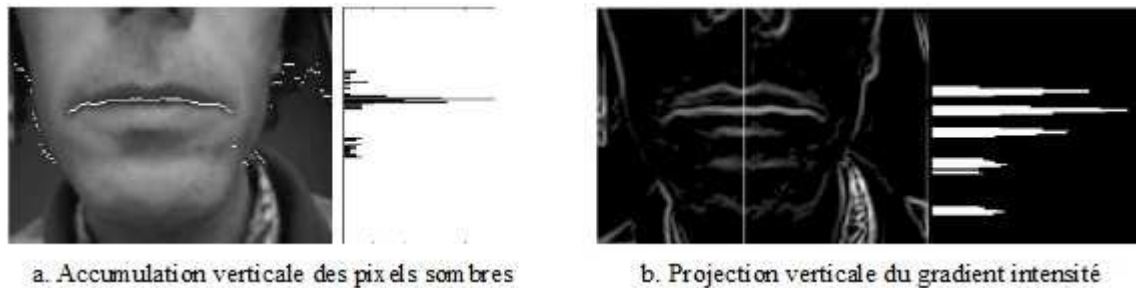 a. Accumulation verticale des pixels sombres
b. Projection verticale du gradient intensité